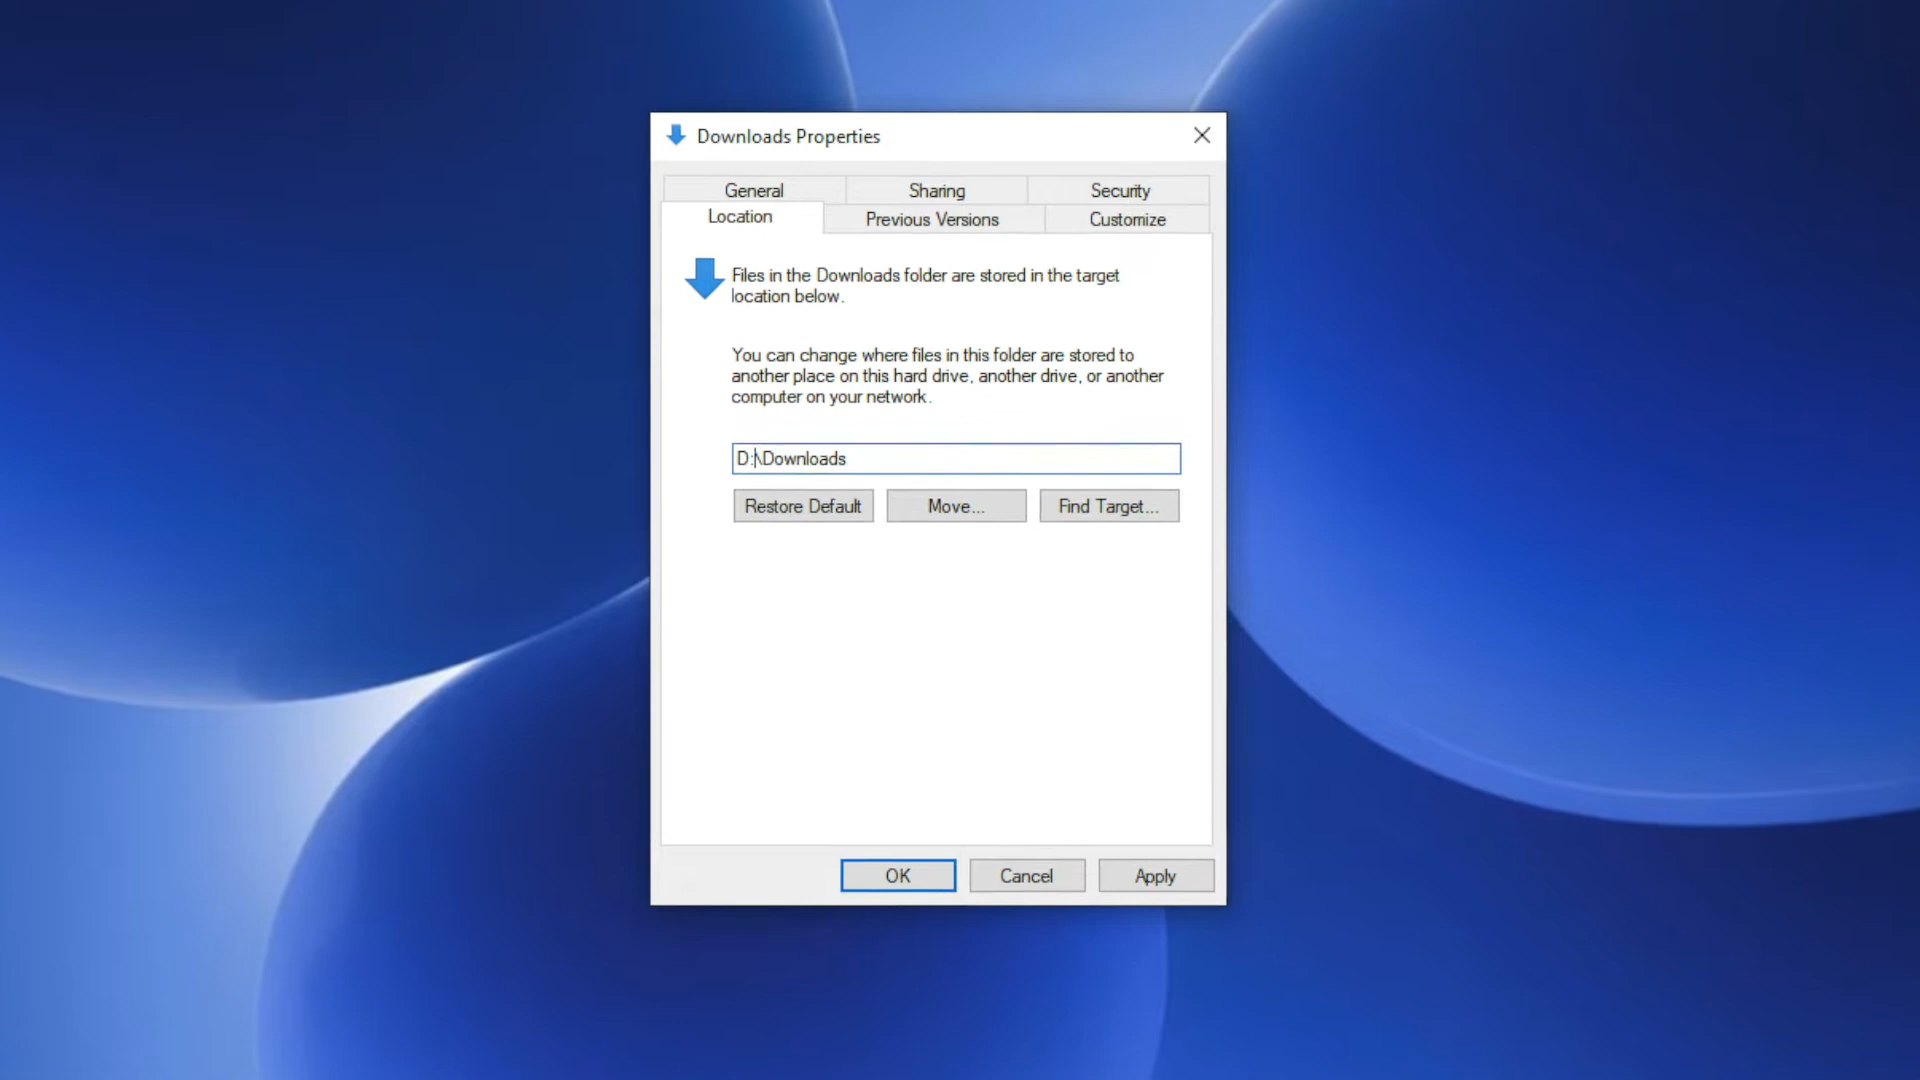 Downloads Properties
General Sharing Security
Location Previous Versions Customize
Files in the Downloads folder are stored in the target
location below.
You can change where files in this folder are stored to
another place on this hard drive, another drive, or another
computer on your network.
D:\Downloads
Restore Default Move... Find Target...
OK Cancel Apply